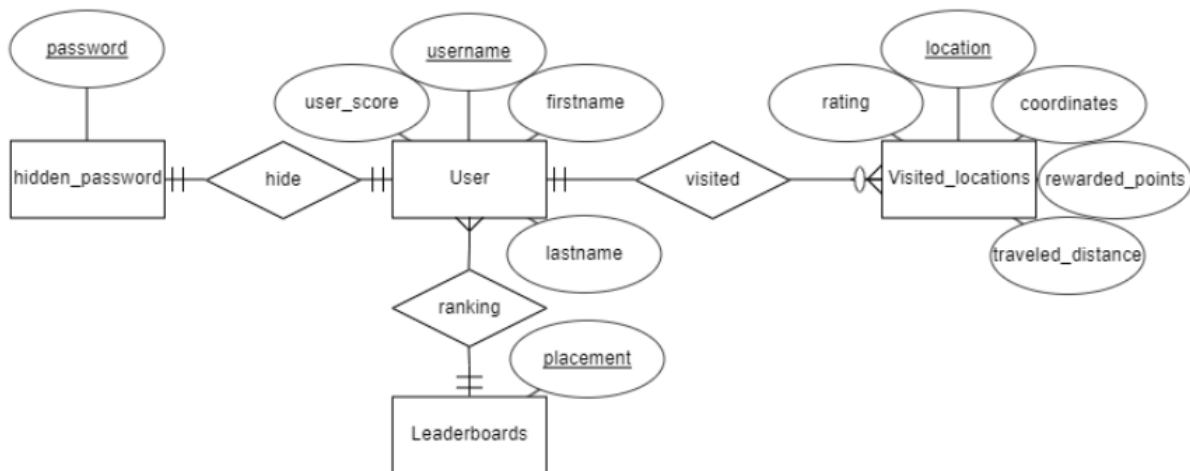 password
username
location
user_score
firstname
rating
coordinates
hidden_password
hide
User
visited
Visited_locations
rewarded_points
lastname
traveled_distance
ranking
placement
Leaderboards